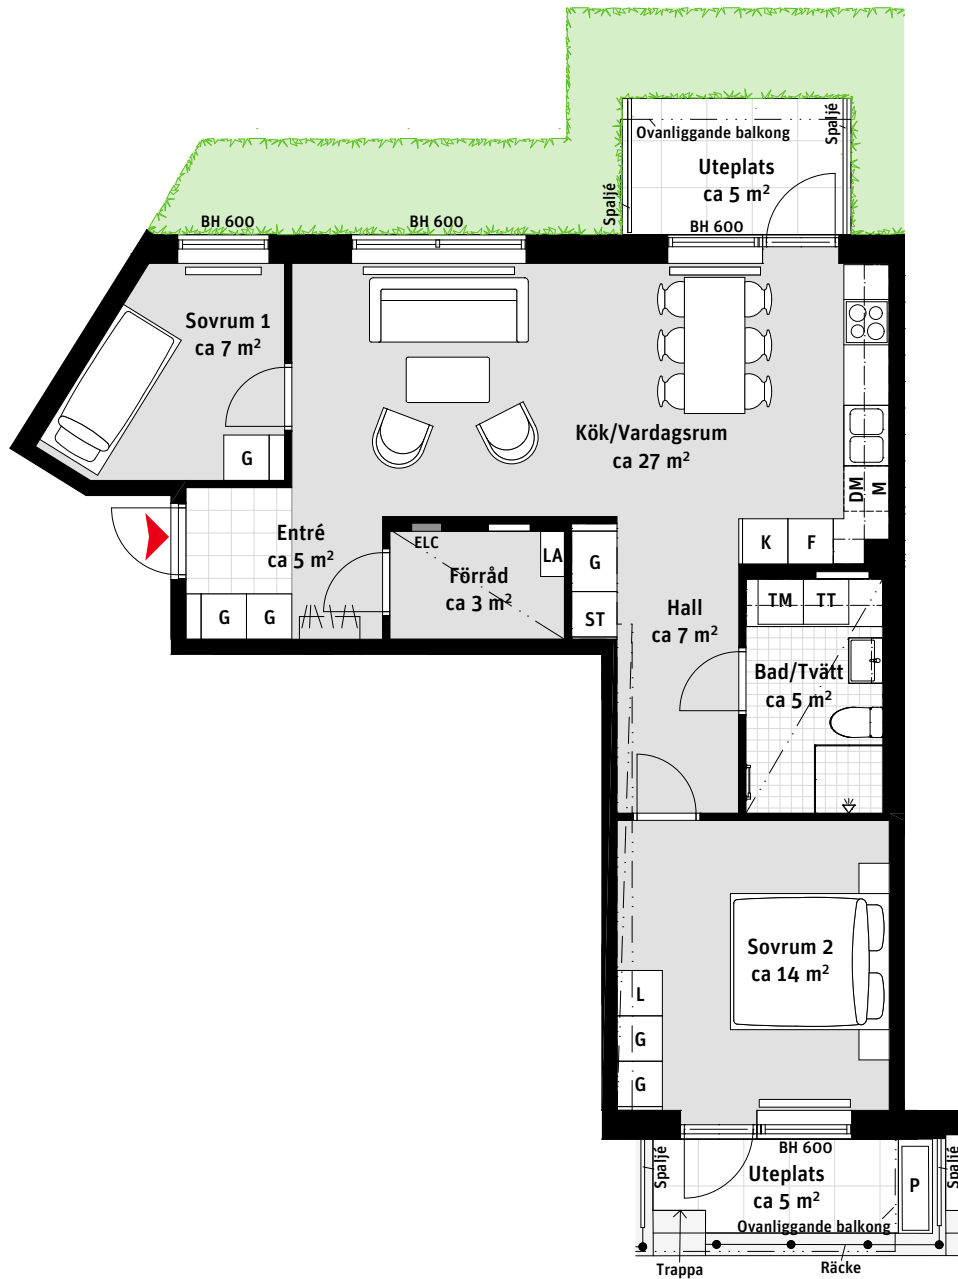 Ovanliggande balkong
Spaljé
Uteplats
ca 5 m²
Spaljé
BH 600
BH 600
BH 600
Sovrum 1
ca 7 m²
G
Kök/Vardagsrum
ca 27 m²
DM
M
K
F
Entré
ca 5 m²
G
G
ELC
LA
Förråd
ca 3 m²
G
ST
Hall
ca 7 m²
TM
TT
Bad/Tvätt
ca 5 m²
Sovrum 2
ca 14 m²
L
G
G
BH 600
Spaljé
Uteplats
ca 5 m²
P
Spaljé
Ovanliggande balkong
Trappa
Räcke